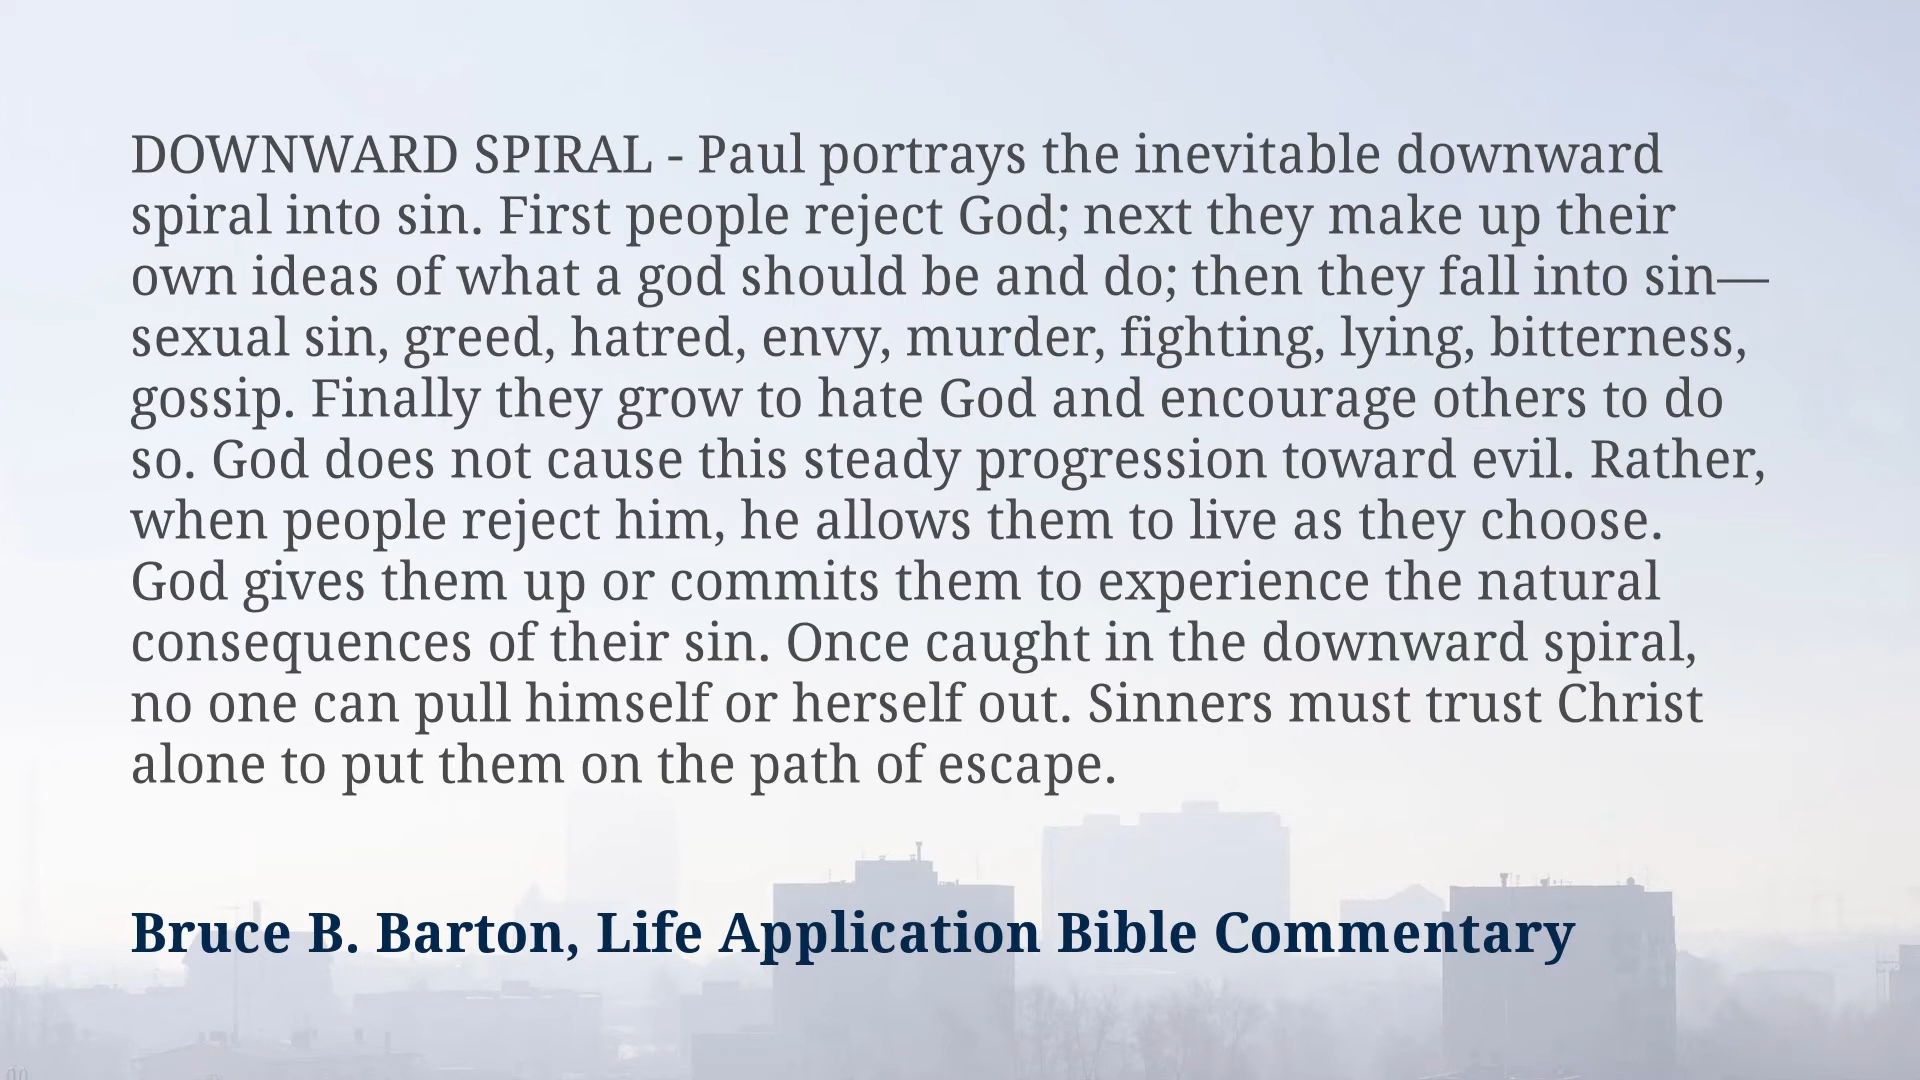 DOWNWARD SPIRAL - Paul portrays the inevitable downward
spiral into sin. First people reject God; next they make up their
own ideas of what a god should be and do; then they fall into sin—
sexual sin, greed, hatred, envy, murder, fighting, lying, bitterness,
gossip. Finally they grow to hate God and encourage others to do
so. God does not cause this steady progression toward evil. Rather,
when people reject him, he allows them to live as they choose.
God gives them up or commits them to experience the natural
consequences of their sin. Once caught in the downward spiral,
no one can pull himself or herself out. Sinners must trust Christ
alone to put them on the path of escape.
Bruce B. Barton, Life Application Bible Commentary